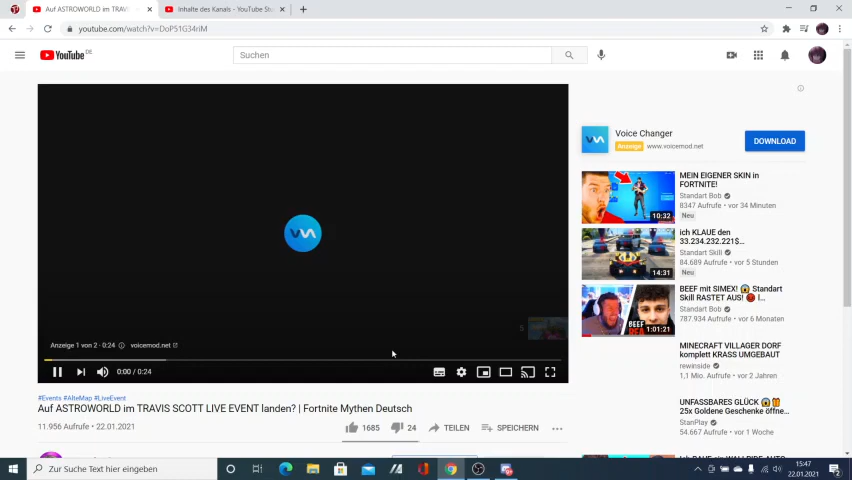 Auf ASTROWORLD im TRAVIS
Inhalte des Kanals - YouTube Stu
youtube.com/watch?v=DoP51G34riM
YouTube DE
Suchen
Voice Changer
Anzeige www.voicemod.net
DOWNLOAD
MEIN EIGENER SKIN in
FORTNITE!
Standart Bob
8347 Aufrufe • vor 34 Minuten
Neu
10:32
ich KLAUE den
33.234.232.221$...
Standart Skill
84.689 Aufrufe • vor 5 Stunden
Neu
14:31
BEEF mit SIMEX! 😱 Standart
Skill RASTET AUS! 😡 I...
Standart Bob
787.934 Aufrufe • vor 6 Monaten
BEEF
1:01:21
MINECRAFT VILLAGER DORF
komplett KRASS UMGEBAUT
rewinside
1,1 Mio. Aufrufe • vor 2 Jahren
UNFASSBARES GLÜCK 😱🎁
25x Goldene Geschenke öffne...
StanPlay
54.667 Aufrufe • vor 1 Woche
5
Anzeige 1 von 2 • 0:24 voicemod.net
0:00 / 0:24
#Events #AlteMap #LiveEvent
Auf ASTROWORLD im TRAVIS SCOTT LIVE EVENT landen? | Fortnite Mythen Deutsch
11.956 Aufrufe • 22.01.2021
1685 24 TEILEN SPEICHERN
Zur Suche Text hier eingeben
15:47
22.01.2021
2